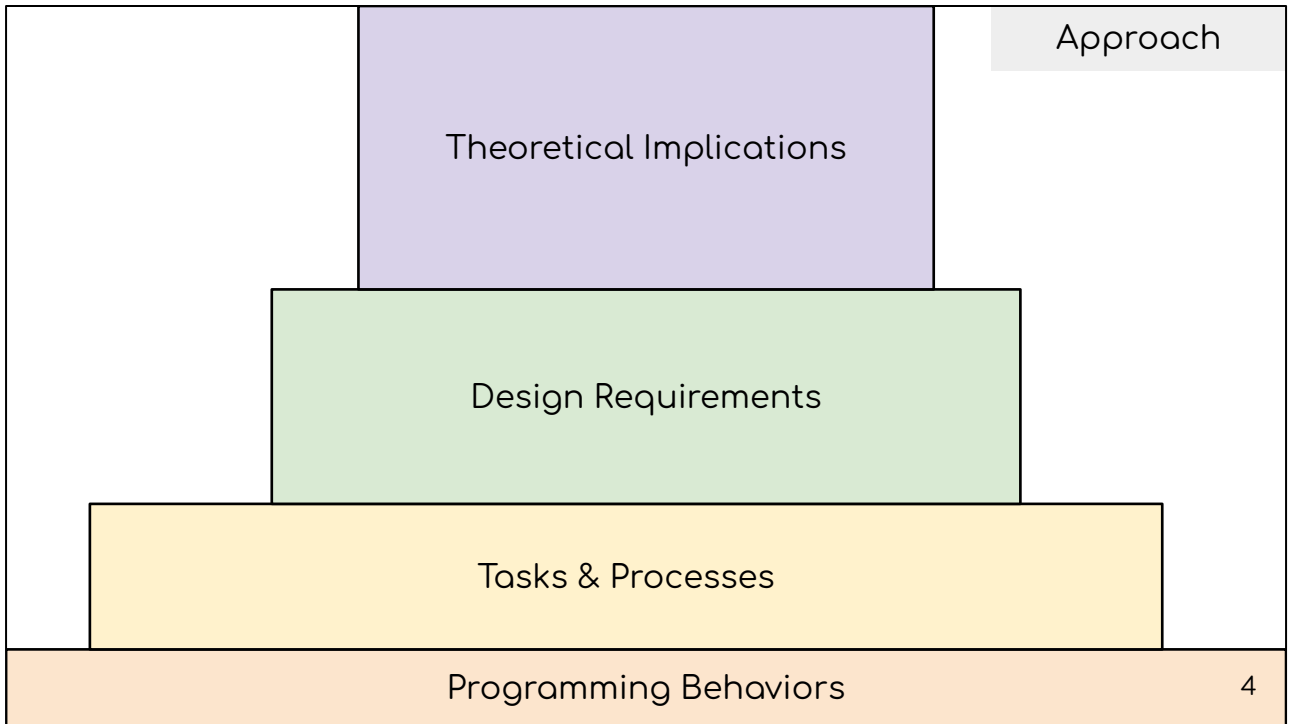 Approach
Theoretical Implications
Design Requirements
Tasks & Processes
Programming Behaviors
4